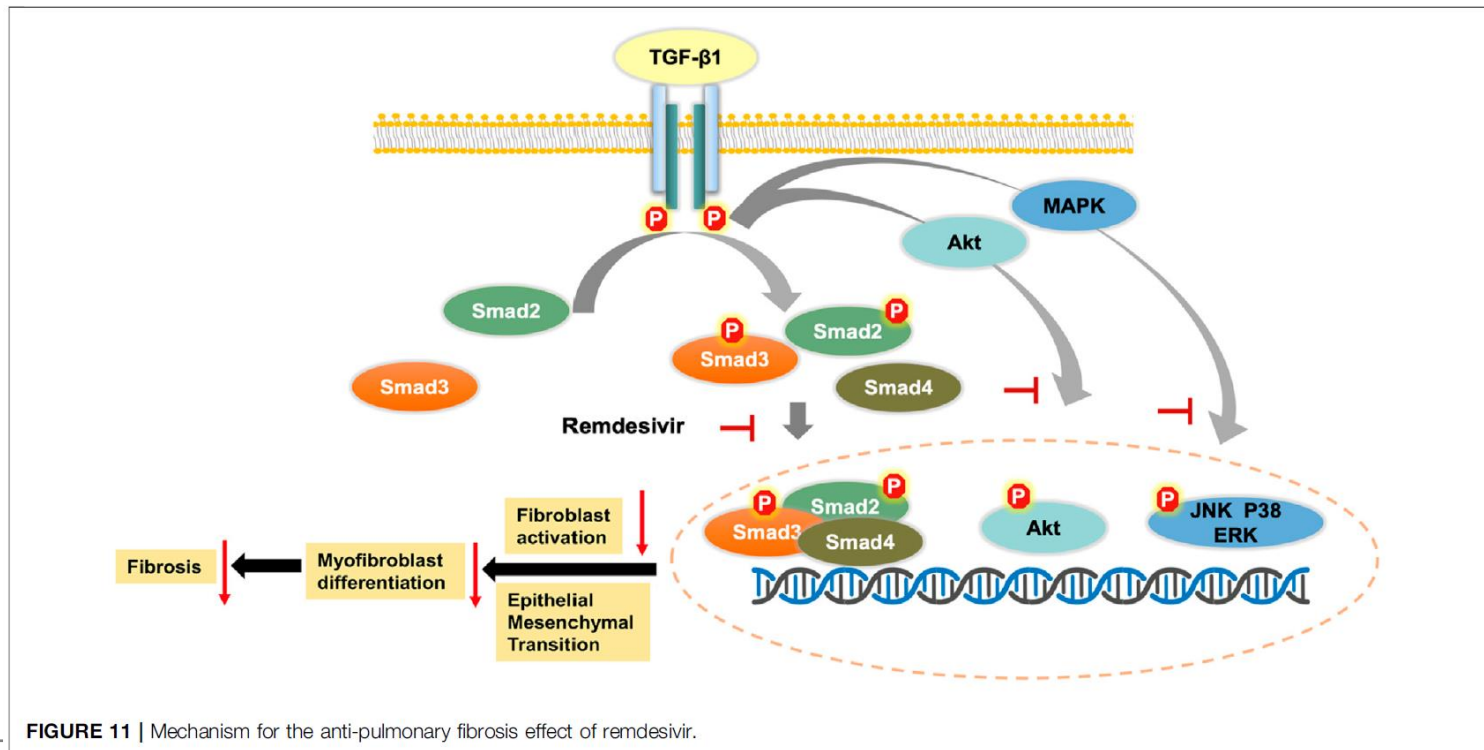 TGF-β1
P
P
MAPK
Akt
Smad2
P
Smad2
P
Smad3
Smad3
Smad4
Remdesivir
P
Smad2
P
Smad3
Smad4
P
Akt
P
JNK P38
ERK
Fibroblast
activation
Fibrosis
Myofibroblast
differentiation
Epithelial
Mesenchymal
Transition
FIGURE 11 | Mechanism for the anti-pulmonary fibrosis effect of remdesivir.